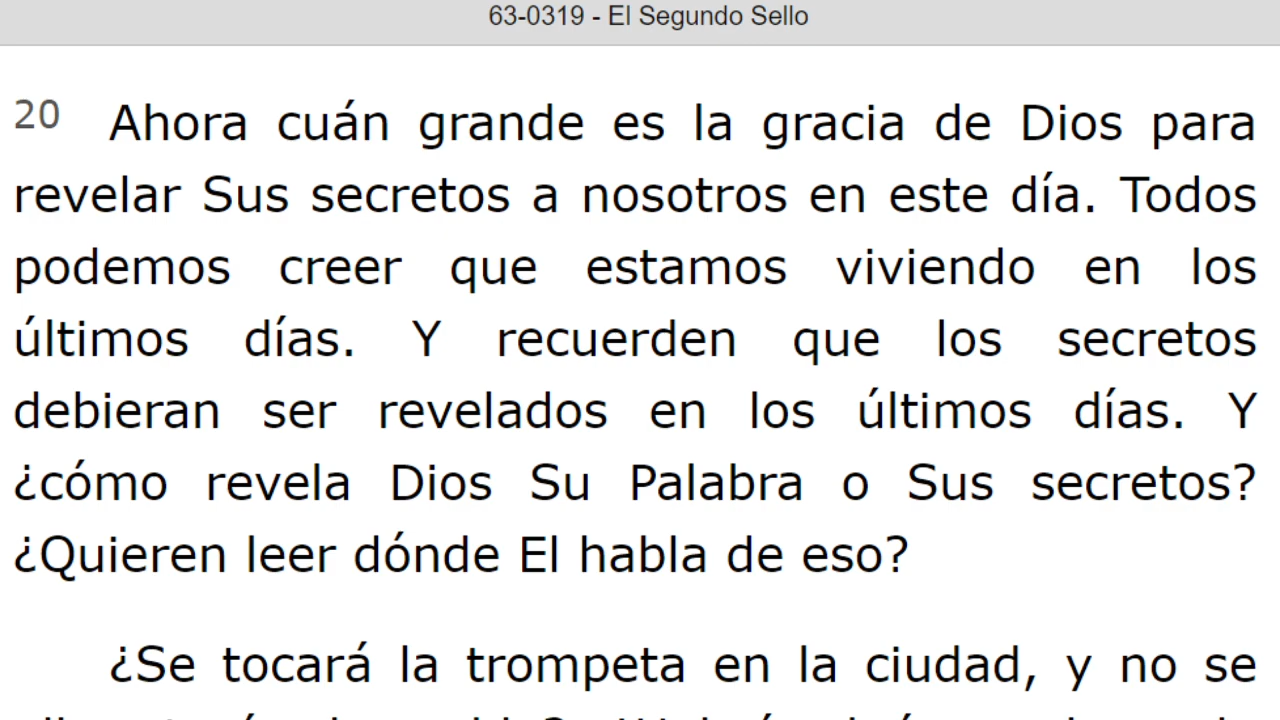 63-0319 - El Segundo Sello
20 Ahora cuán grande es la gracia de Dios para
revelar Sus secretos a nosotros en este día. Todos
podemos creer que estamos viviendo en los
últimos días. Y recuerden que los secretos
debieran ser revelados en los últimos días. Y
¿cómo revela Dios Su Palabra o Sus secretos?
¿Quieren leer dónde El habla de eso?
¿Se tocará la trompeta en la ciudad, y no se